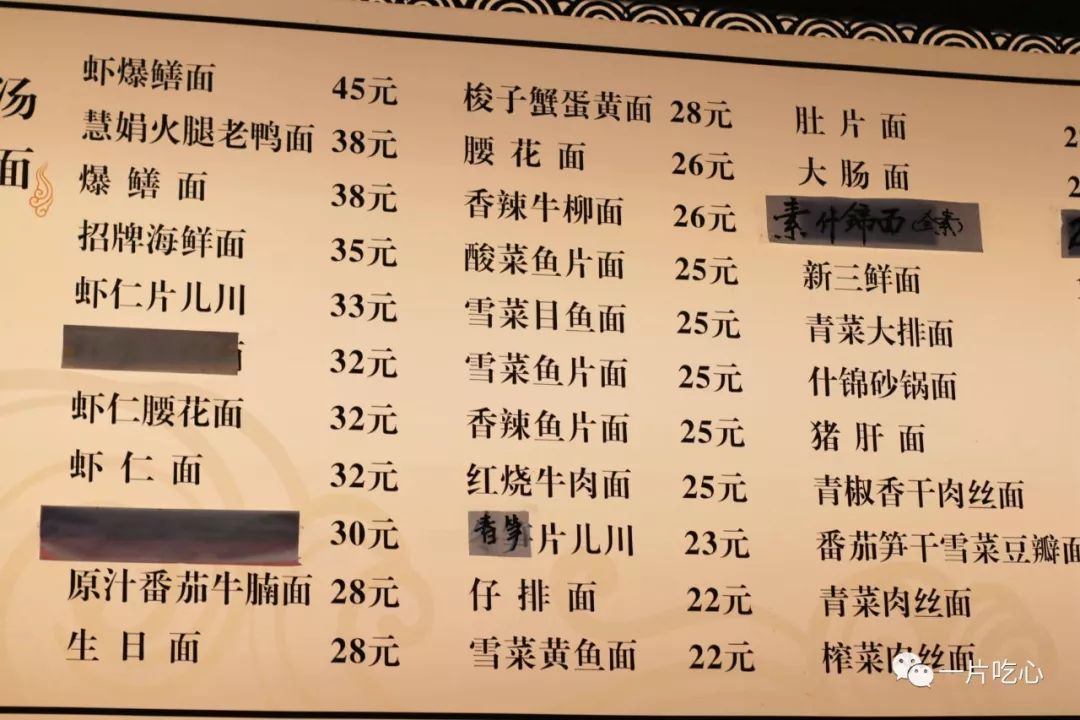 汤
面
虾爆鳝面 45元
慧娟火腿老鸭面 38元
爆鳝面 38元
招牌海鲜面 35元
虾仁片儿川 33元
32元
虾仁腰花面 32元
虾仁面 32元
30元
原汁番茄牛腩面 28元
生日面 28元
梭子蟹蛋黄面 28元
腰花面 26元
香辣牛柳面 26元
酸菜鱼片面 25元
雪菜目鱼面 25元
雪菜鱼片面 25元
香辣鱼片面 25元
红烧牛肉面 25元
青笋片儿川 23元
仔排面 22元
雪菜黄鱼面 22元
肚片面 2
大肠面 2
素什锦面(全素)
新三鲜面
青菜大排面
什锦砂锅面
猪肝面
青椒香干肉丝面
番茄笋干雪菜豆瓣面
青菜肉丝面
榨菜肉丝面
一片吃心